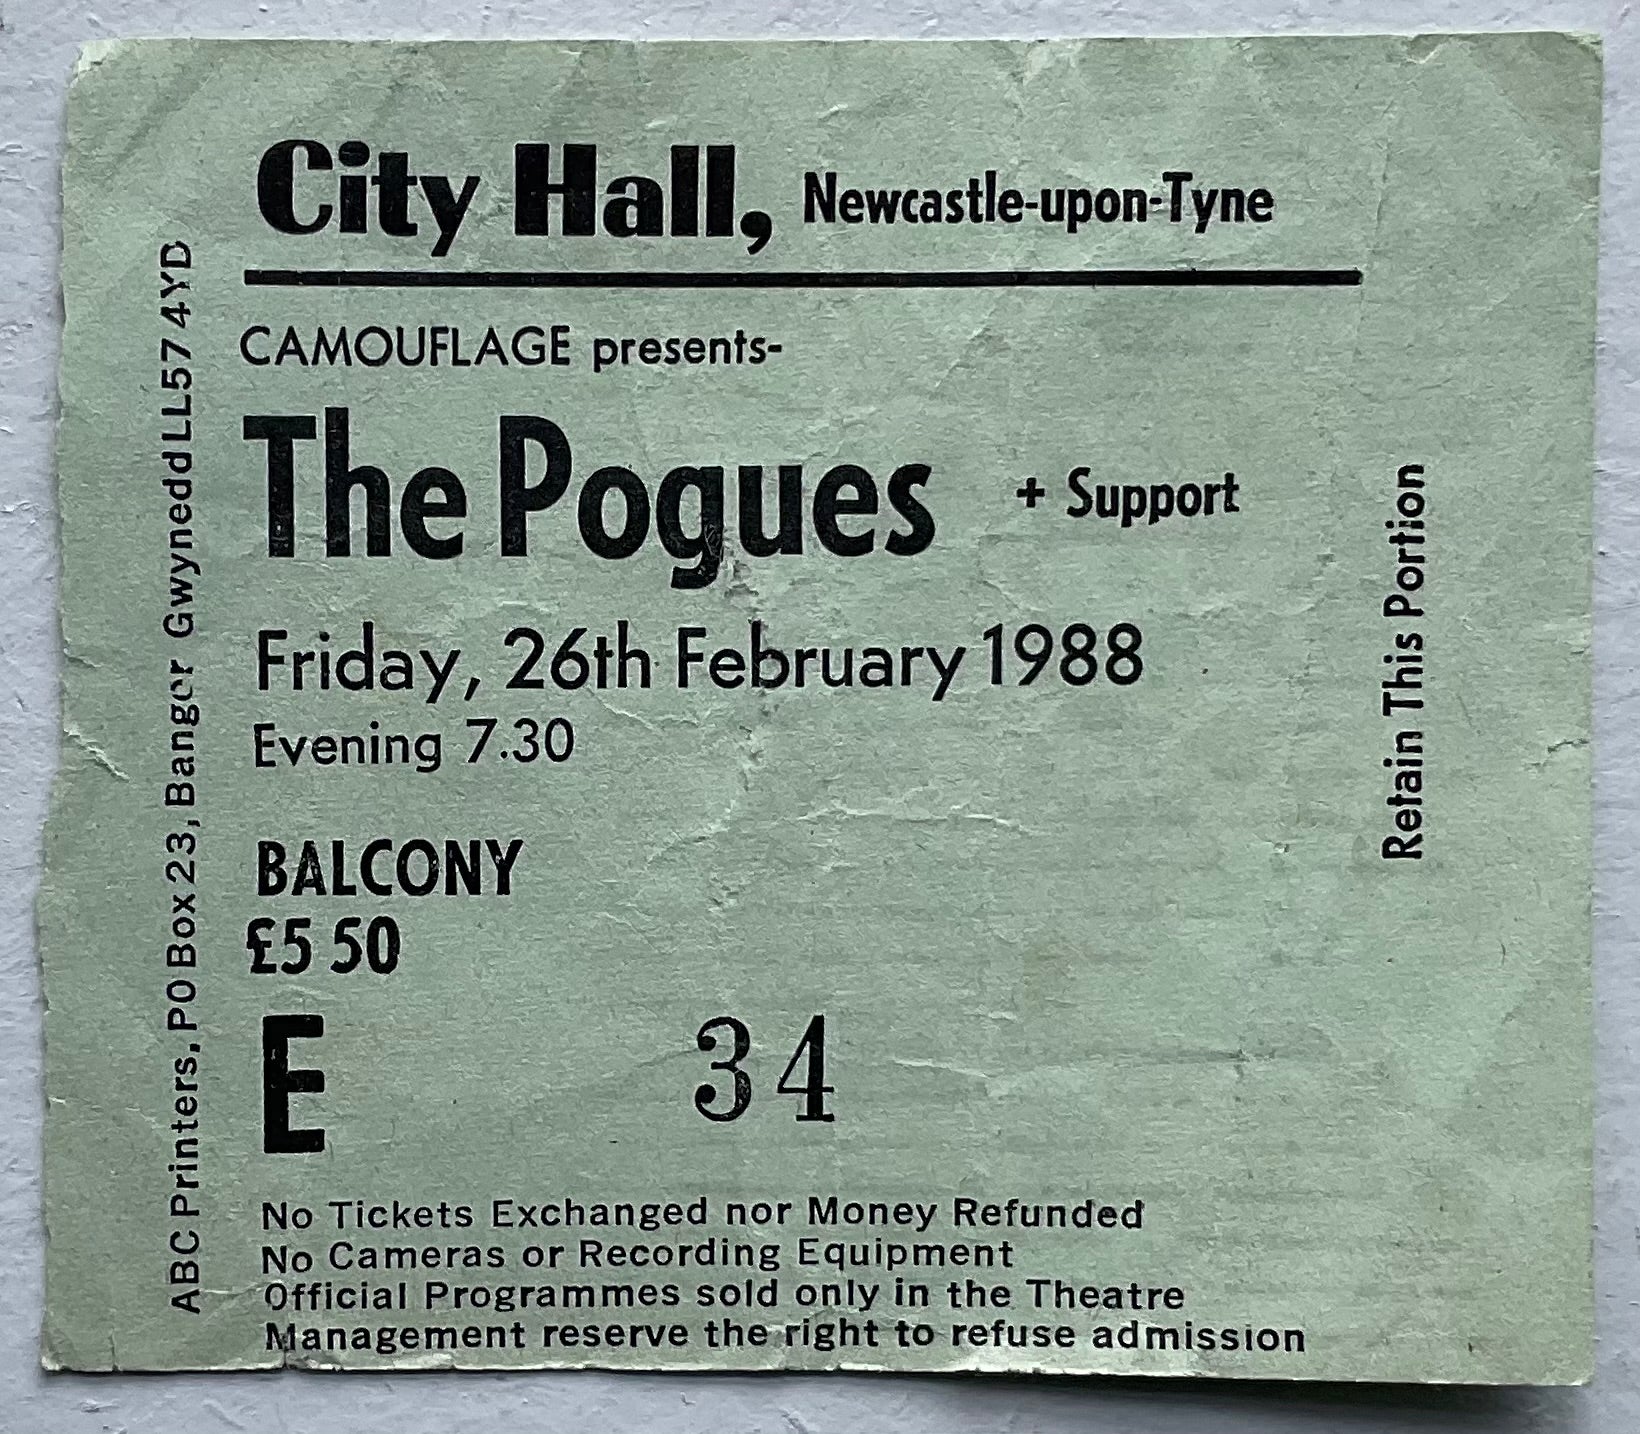 City Hall, Newcastle-upon-Tyne
CAMOUFLAGE presents-
The Pogues + Support
Friday, 26th February 1988
Evening 7.30
BALCONY
£5 50
E 34
No Tickets Exchanged nor Money Refunded
No Cameras or Recording Equipment
Official Programmes sold only in the Theatre
Management reserve the right to refuse admission
ABC Printers, PO Box 23, Bangor Gwynedd LL57 4YD
Retain This Portion